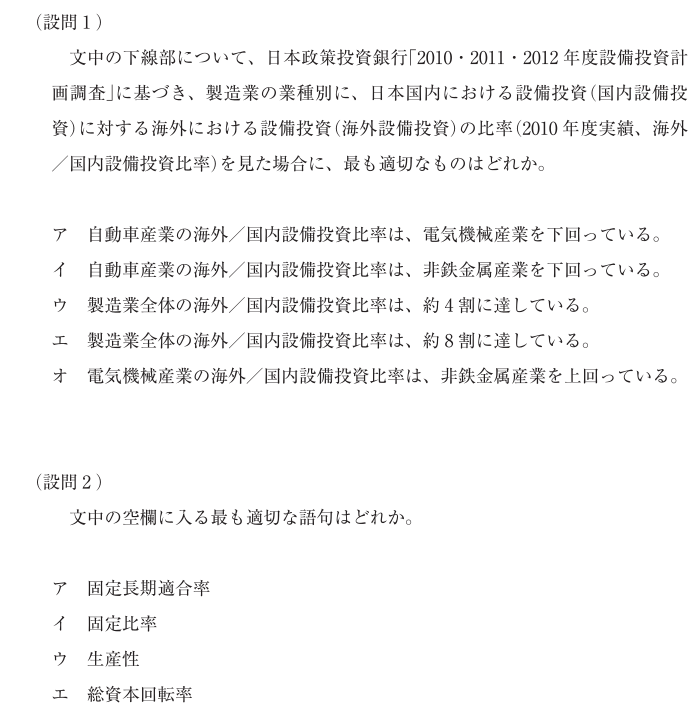 （設問１）
文中の下線部について、日本政策投資銀行｢2010・2011・2012 年度設備投資計
画調査｣に基づき、製造業の業種別に、日本国内における設備投資(国内設備投
資)に対する海外における設備投資(海外設備投資)の比率(2010 年度実績、海外
／国内設備投資比率)を見た場合に、最も適切なものはどれか。
ア　自動車産業の海外／国内設備投資比率は、電気機械産業を下回っている。
イ　自動車産業の海外／国内設備投資比率は、非鉄金属産業を下回っている。
ウ　製造業全体の海外／国内設備投資比率は、約 4 割に達している。
エ　製造業全体の海外／国内設備投資比率は、約 8 割に達している。
オ　電気機械産業の海外／国内設備投資比率は、非鉄金属産業を上回っている。
（設問２）
文中の空欄に入る最も適切な語句はどれか。
ア　固定長期適合率
イ　固定比率
ウ　生産性
エ　総資本回転率